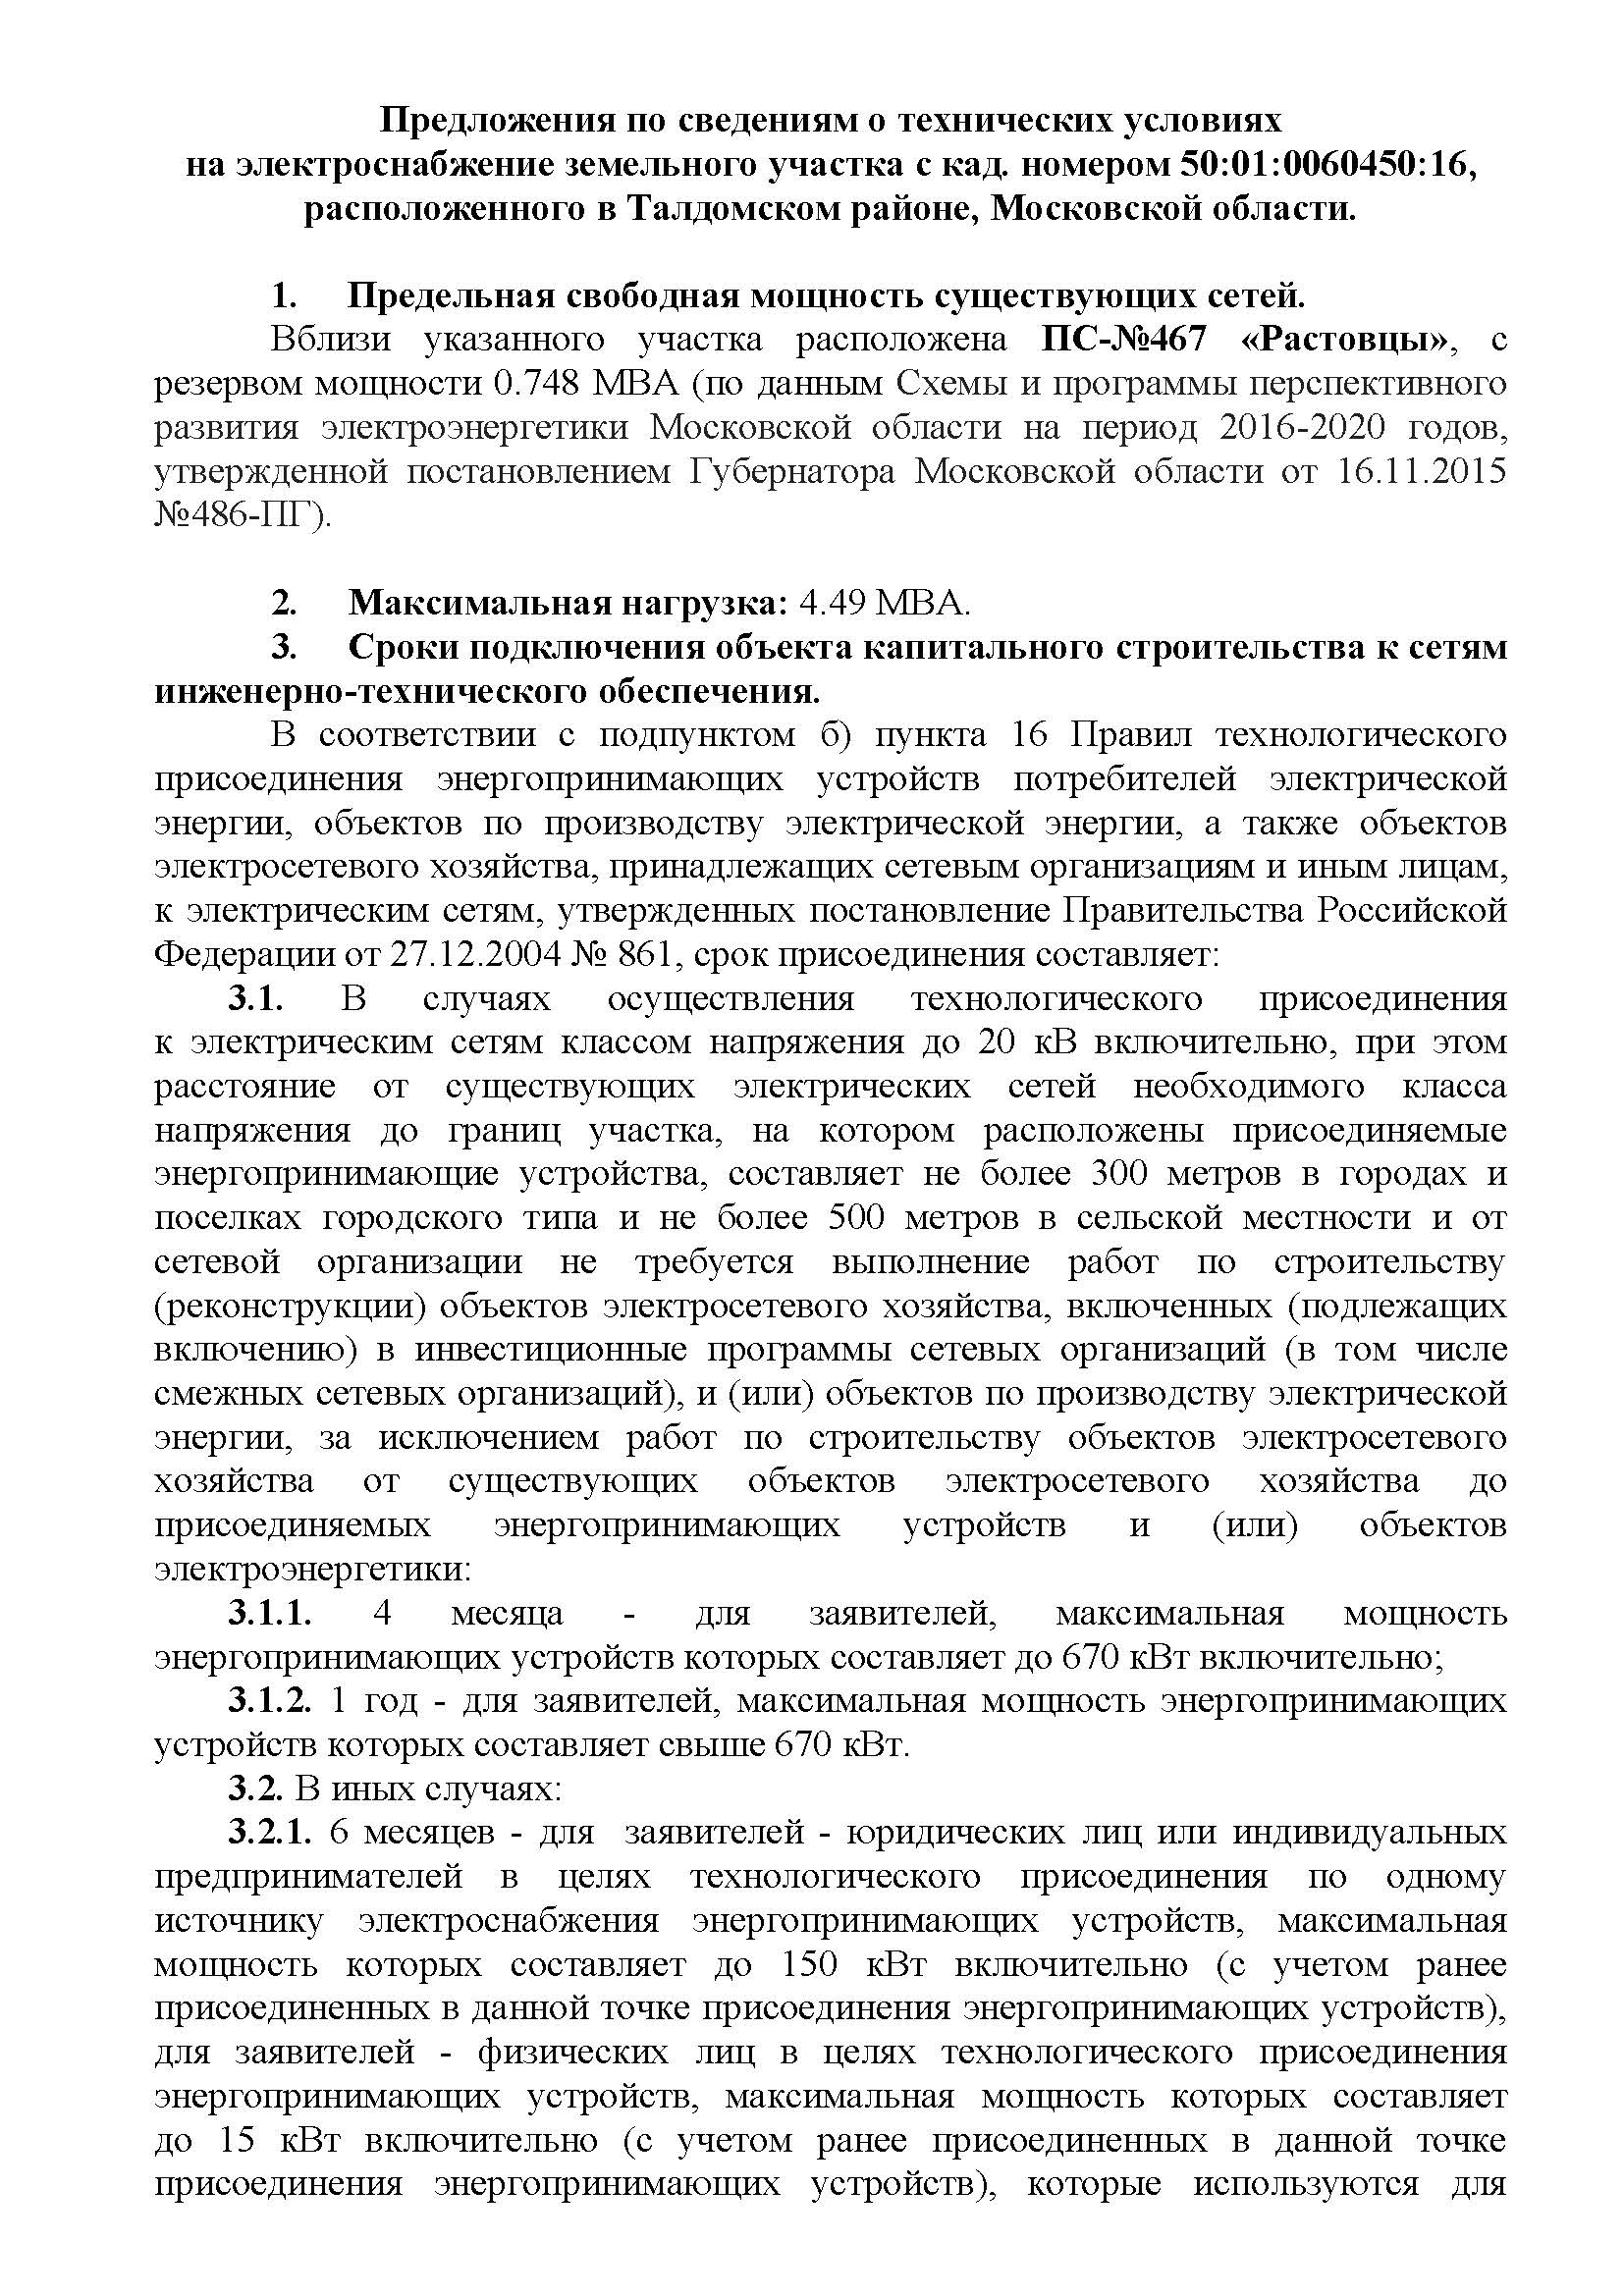 Предложения по сведениям о технических условиях
на электроснабжение земельного участка с кад. номером 50:01:0060450:16,
расположенного в Талдомском районе, Московской области.
1. Предельная свободная мощность существующих сетей.
Вблизи указанного участка расположена ПС-№467 «Растовцы», с
резервом мощности 0.748 МВА (по данным Схемы и программы перспективного
развития электроэнергетики Московской области на период 2016-2020 годов,
утвержденной постановлением Губернатора Московской области от 16.11.2015
№486-ПГ).
2. Максимальная нагрузка: 4.49 МВА.
3. Сроки подключения объекта капитального строительства к сетям
инженерно-технического обеспечения.
В соответствии с подпунктом б) пункта 16 Правил технологического
присоединения энергопринимающих устройств потребителей электрической
энергии, объектов по производству электрической энергии, а также объектов
электросетевого хозяйства, принадлежащих сетевым организациям и иным лицам,
к электрическим сетям, утвержденных постановление Правительства Российской
Федерации от 27.12.2004 № 861, срок присоединения составляет:
3.1. В случаях осуществления технологического присоединения
к электрическим сетям классом напряжения до 20 кВ включительно, при этом
расстояние от существующих электрических сетей необходимого класса
напряжения до границ участка, на котором расположены присоединяемые
энергопринимающие устройства, составляет не более 300 метров в городах и
поселках городского типа и не более 500 метров в сельской местности и от
сетевой организации не требуется выполнение работ по строительству
(реконструкции) объектов электросетевого хозяйства, включенных (подлежащих
включению) в инвестиционные программы сетевых организаций (в том числе
смежных сетевых организаций), и (или) объектов по производству электрической
энергии, за исключением работ по строительству объектов электросетевого
хозяйства от существующих объектов электросетевого хозяйства до
присоединяемых энергопринимающих устройств и (или) объектов
электроэнергетики:
3.1.1. 4 месяца - для заявителей, максимальная мощность
энергопринимающих устройств которых составляет до 670 кВт включительно;
3.1.2. 1 год - для заявителей, максимальная мощность энергопринимающих
устройств которых составляет свыше 670 кВт.
3.2. В иных случаях:
3.2.1. 6 месяцев - для заявителей - юридических лиц или индивидуальных
предпринимателей в целях технологического присоединения по одному
источнику электроснабжения энергопринимающих устройств, максимальная
мощность которых составляет до 150 кВт включительно (с учетом ранее
присоединенных в данной точке присоединения энергопринимающих устройств),
для заявителей - физических лиц в целях технологического присоединения
энергопринимающих устройств, максимальная мощность которых составляет
до 15 кВт включительно (с учетом ранее присоединенных в данной точке
присоединения энергопринимающих устройств), которые используются для